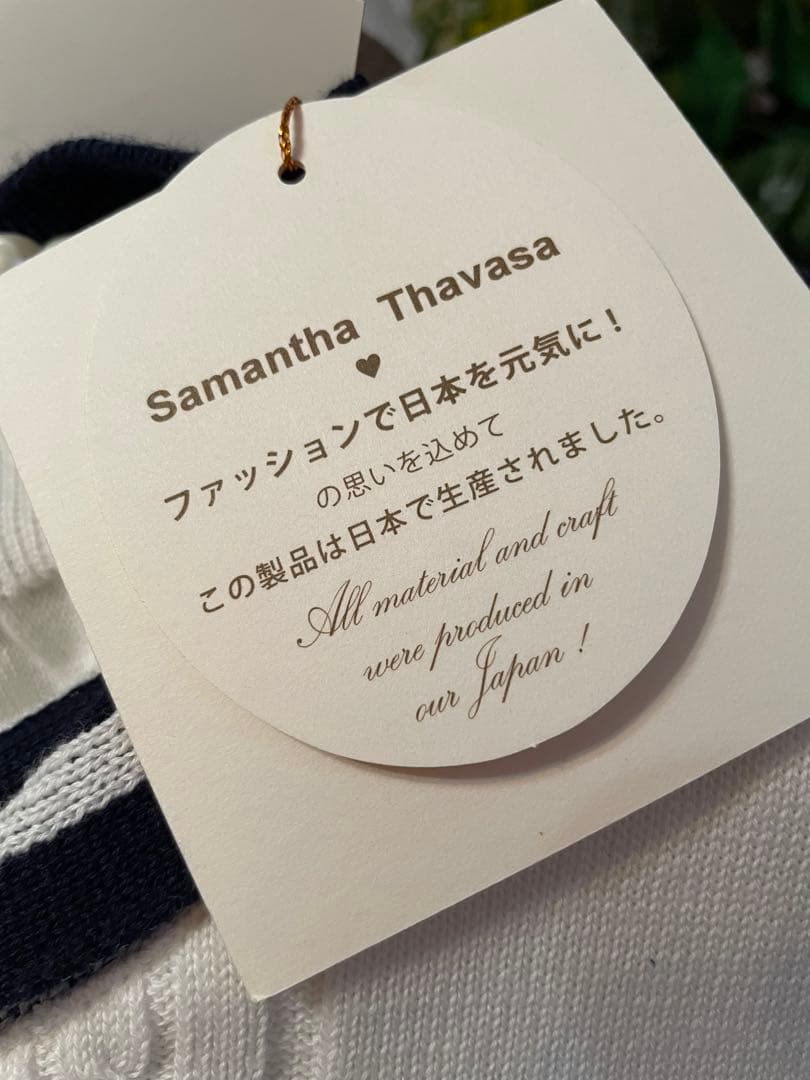 Samantha Thavasa
♥
ファッションで日本を元気に！
の思いを込めて
この製品は日本で生産されました。
All material and craft
were produced in
our Japan !